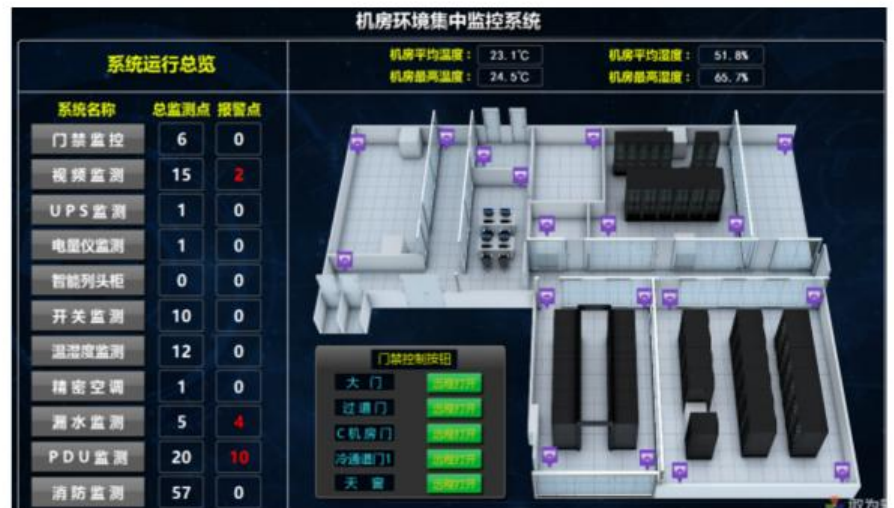 机房环境集中监控系统
系统运行总览
机房平均温度： 23.1℃ 机房平均湿度： 51.8%
机房最高温度： 24.5℃ 机房最高湿度： 65.7%
系统名称 总监测点 报警点
门禁监控 6 0
视频监测 15 2
UPS监测 1 0
电量仪监测 1 0
智能列头柜 0 0
开关监测 10 0
温湿度监测 12 0
精密空调 1 0
漏水监测 5 4
PDU监测 20 10
消防监测 57 0
门禁控制按钮
大门 远程打开
过道门 远程打开
C机房门 远程打开
冷通道门1 远程打开
天窗 远程打开